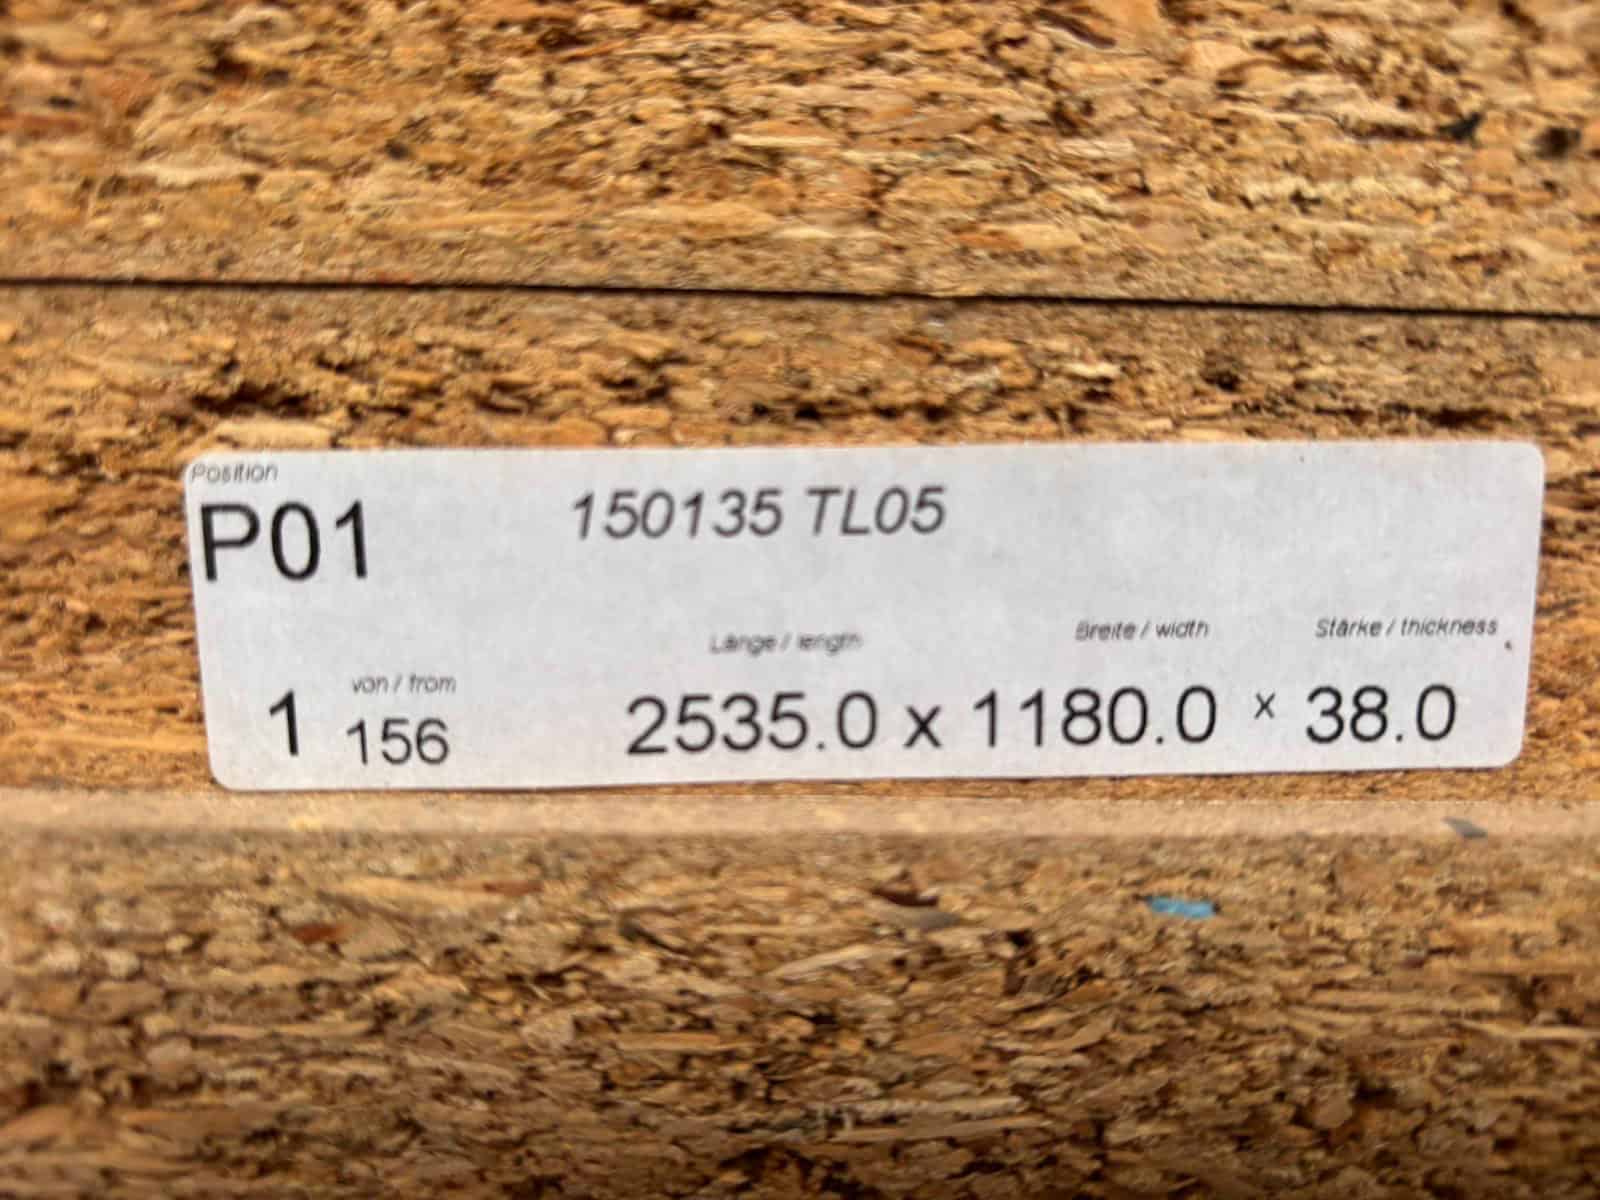 Position
P01 150135 TL05
Länge / length Breite / width Stärke / thickness
von / from
1 156 2535.0 x 1180.0 x 38.0